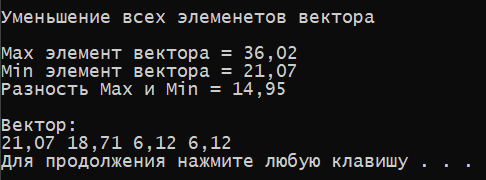 Уменьшение всех элеменетов вектора
Max элемент вектора = 36,02
Min элемент вектора = 21,07
Разность Max и Min = 14,95
Вектор:
21,07 18,71 6,12 6,12
Для продолжения нажмите любую клавишу . . .